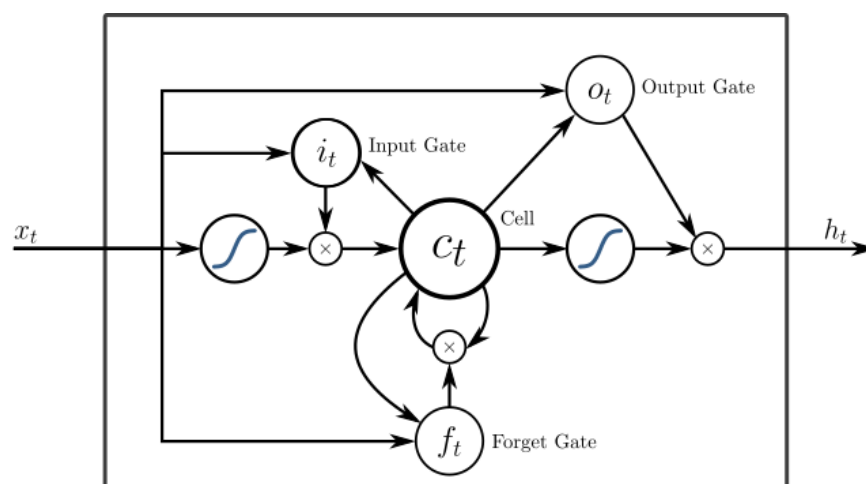 o_t Output Gate
i_t Input Gate
x_t
×
c_t
Cell
×
h_t
×
f_t Forget Gate